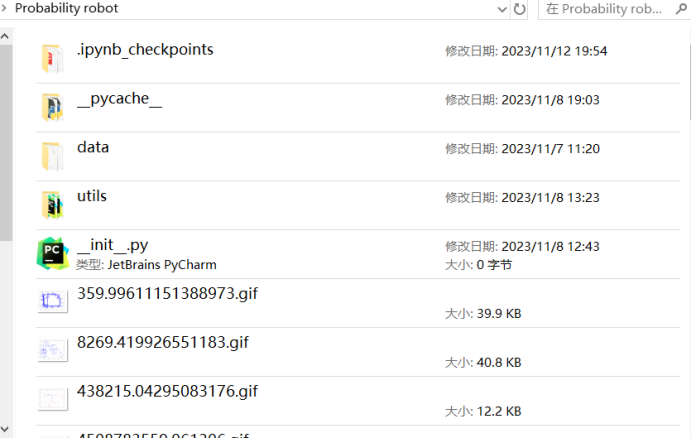 Probability robot
在 Probability rob...
.ipynb_checkpoints
修改日期: 2023/11/12 19:54
__pycache__
修改日期: 2023/11/8 19:03
data
修改日期: 2023/11/7 11:20
utils
修改日期: 2023/11/8 13:23
PC
__init__.py
修改日期: 2023/11/8 12:43
类型: JetBrains PyCharm
大小: 0 字节
359.99611151388973.gif
大小: 39.9 KB
8269.419926551183.gif
大小: 40.8 KB
438215.04295083176.gif
大小: 12.2 KB